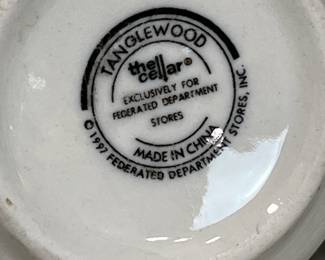 TANGLEWOOD
the cellar®
EXCLUSIVELY FOR
FEDERATED DEPARTMENT
STORES
MADE IN CHINA
© 1997 FEDERATED DEPARTMENT STORES, INC.